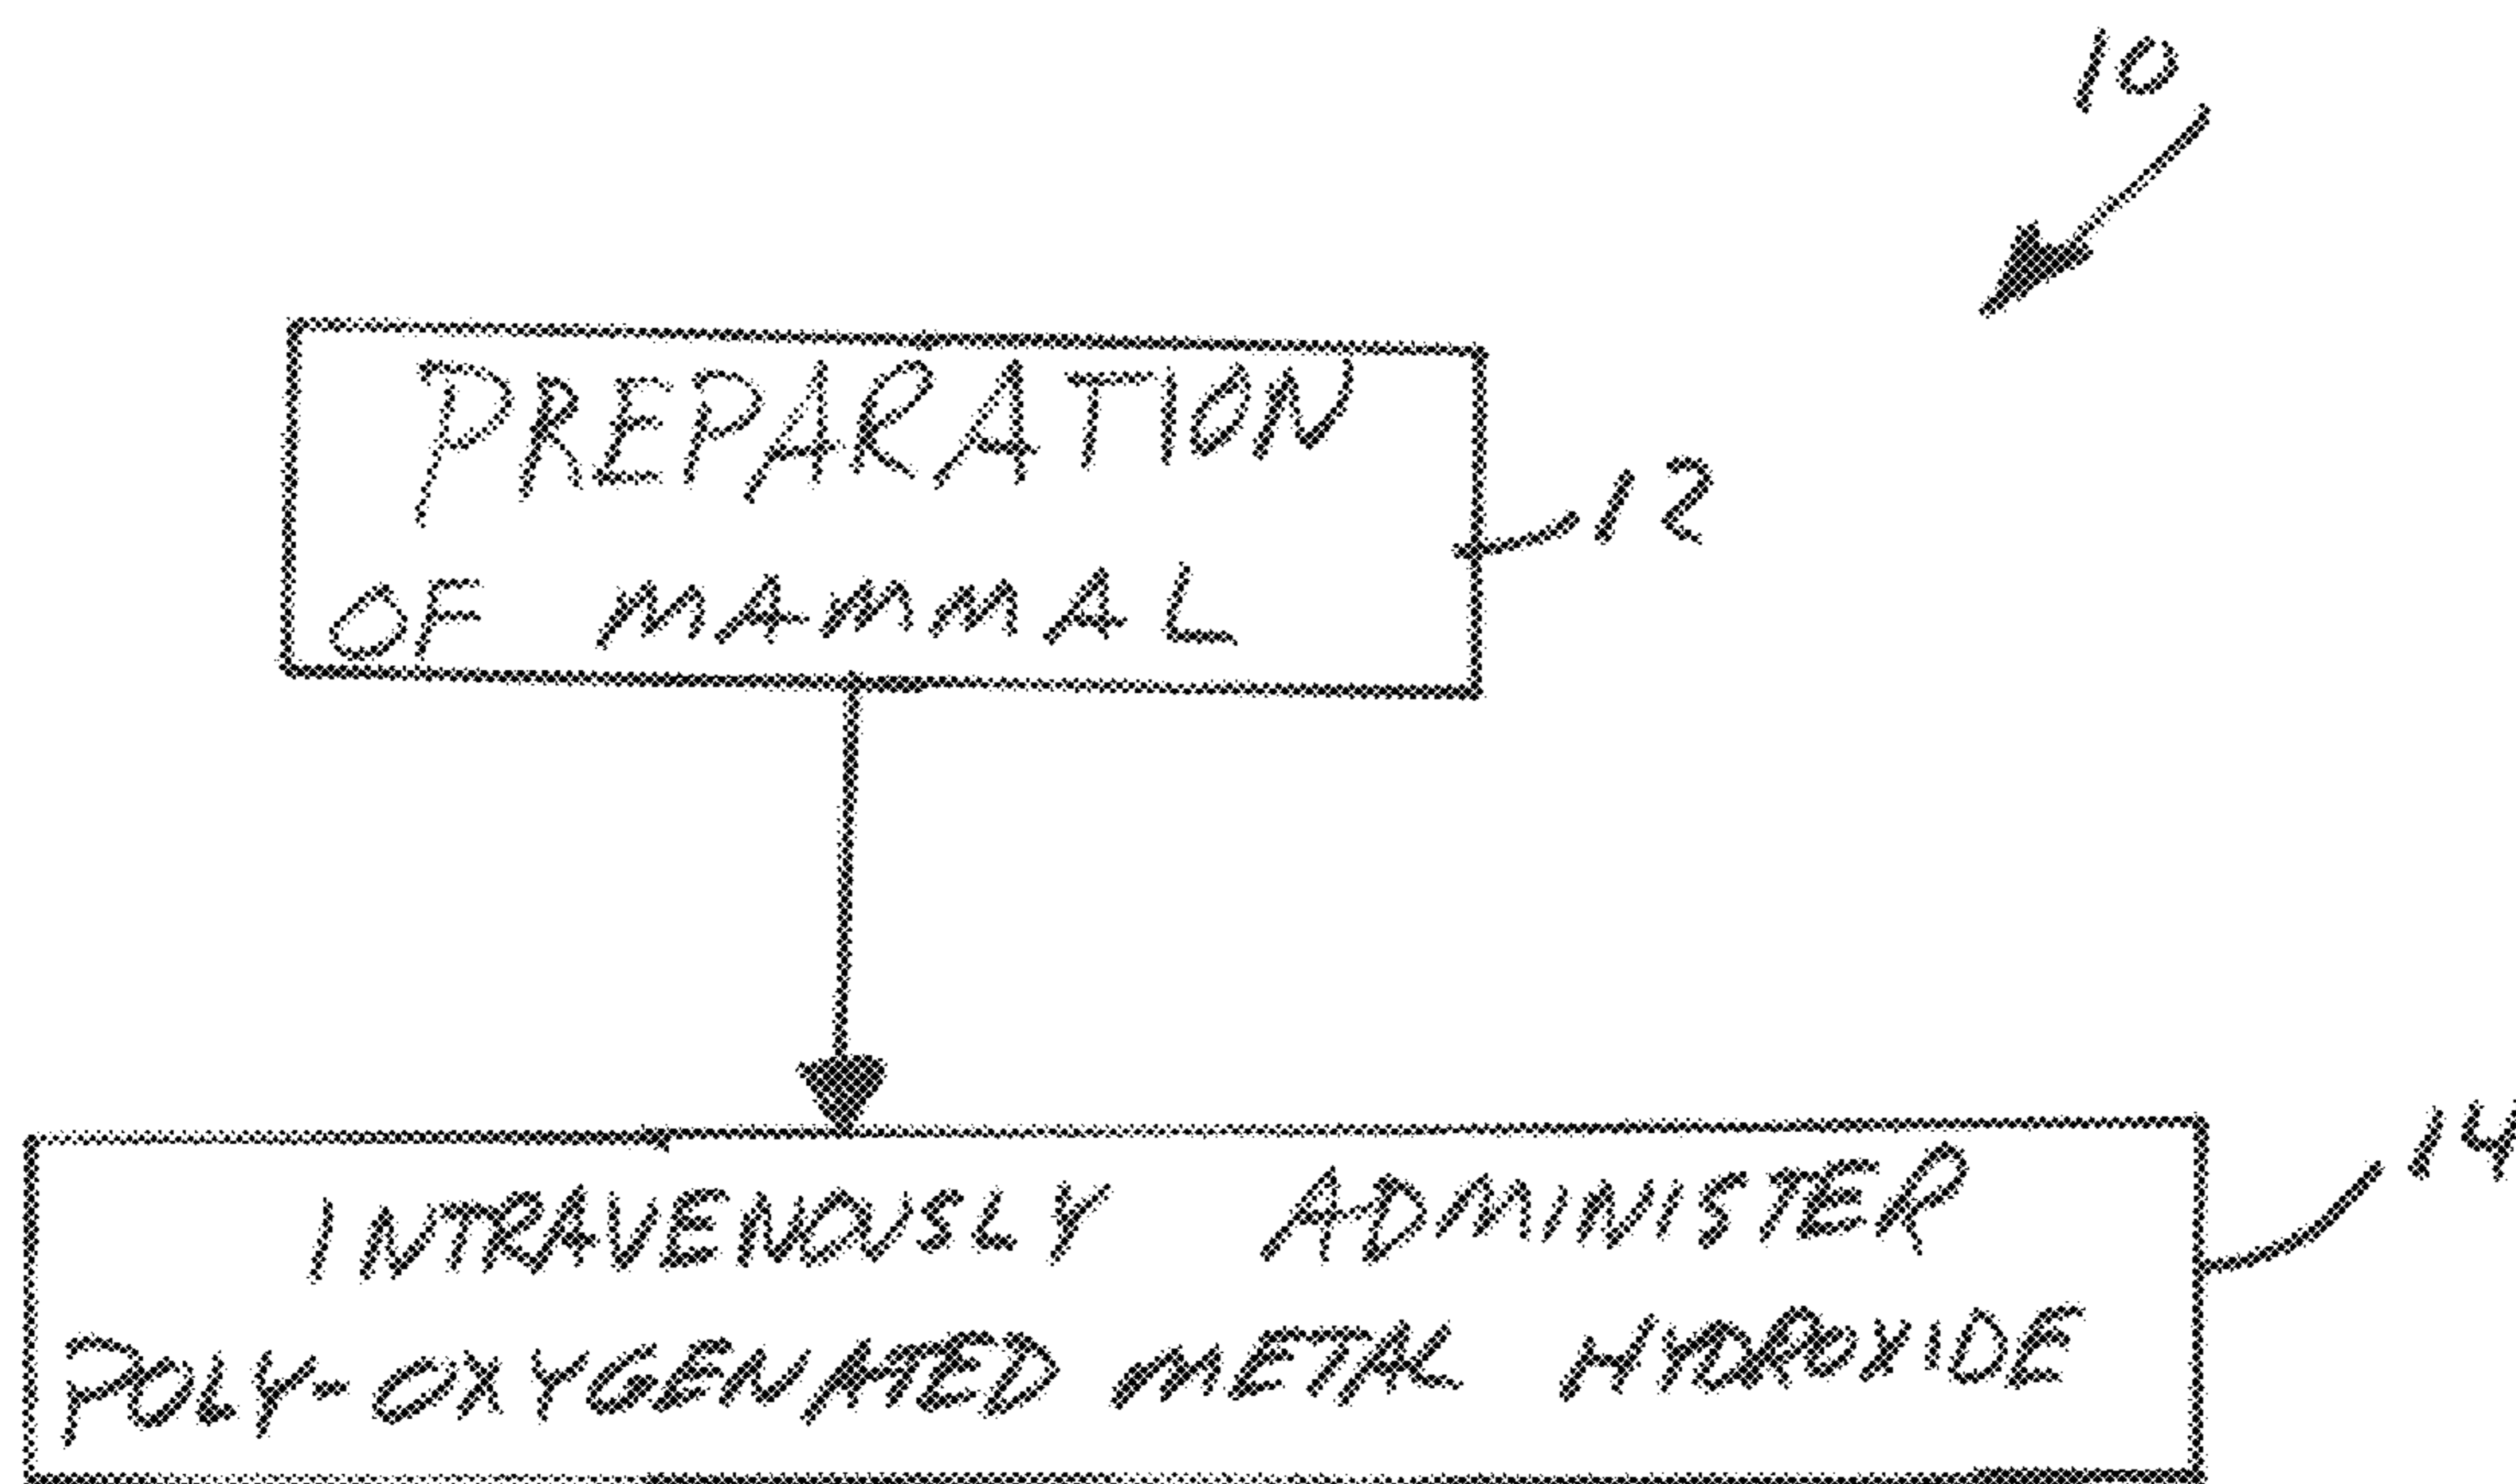 10
PREPARATION
OF MAMMAL
12
14
INTRAVENOUSLY ADMINISTER
POLY-OXYGENATED METAL HYDROXIDE